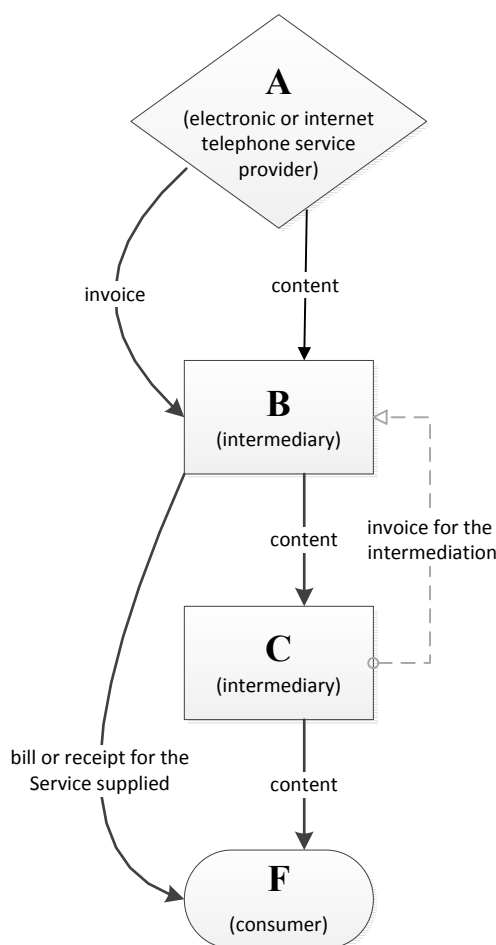 A
(electronic or internet
telephone service
provider)
invoice
content
B
(intermediary)
content
invoice for the
intermediation
C
(intermediary)
bill or receipt for the
Service supplied
content
F
(consumer)